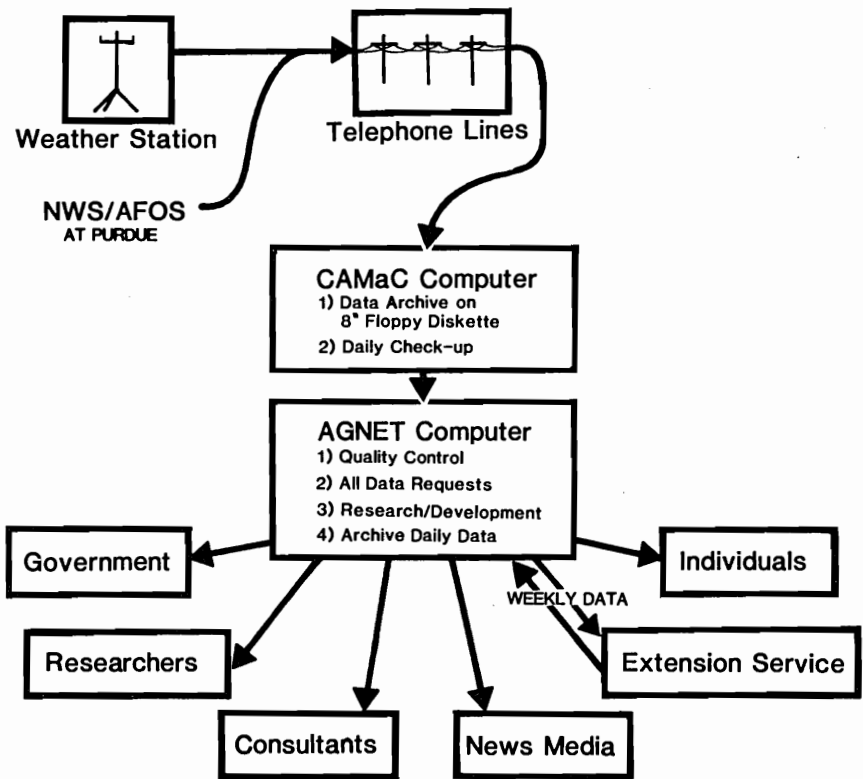 Weather Station
Telephone Lines
NWS/AFOS
AT PURDUE
CAMaC Computer
1) Data Archive on
8" Floppy Diskette
2) Daily Check-up
AGNET Computer
1) Quality Control
2) All Data Requests
3) Research/Development
4) Archive Daily Data
Government
Individuals
WEEKLY DATA
Researchers
Extension Service
Consultants
News Media